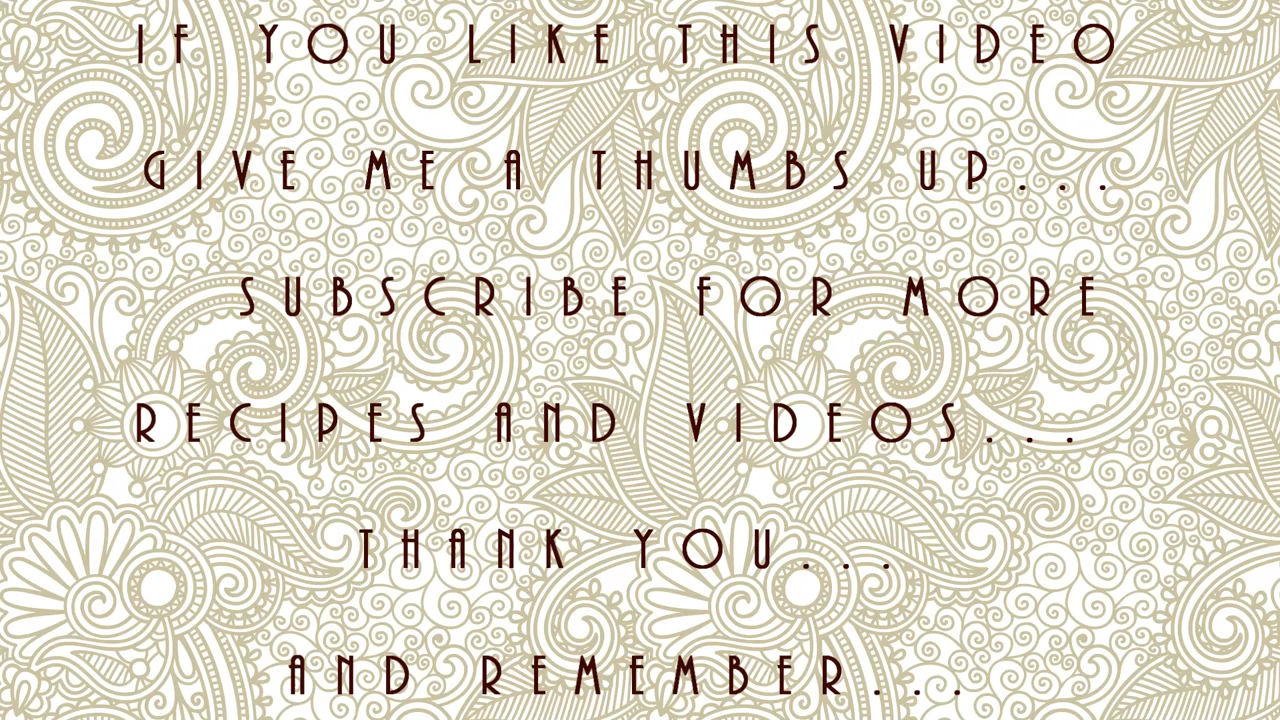 IF YOU LIKE THIS VIDEO
GIVE ME A THUMBS UP...
SUBSCRIBE FOR MORE
RECIPES AND VIDEOS...
THANK YOU...
AND REMEMBER...